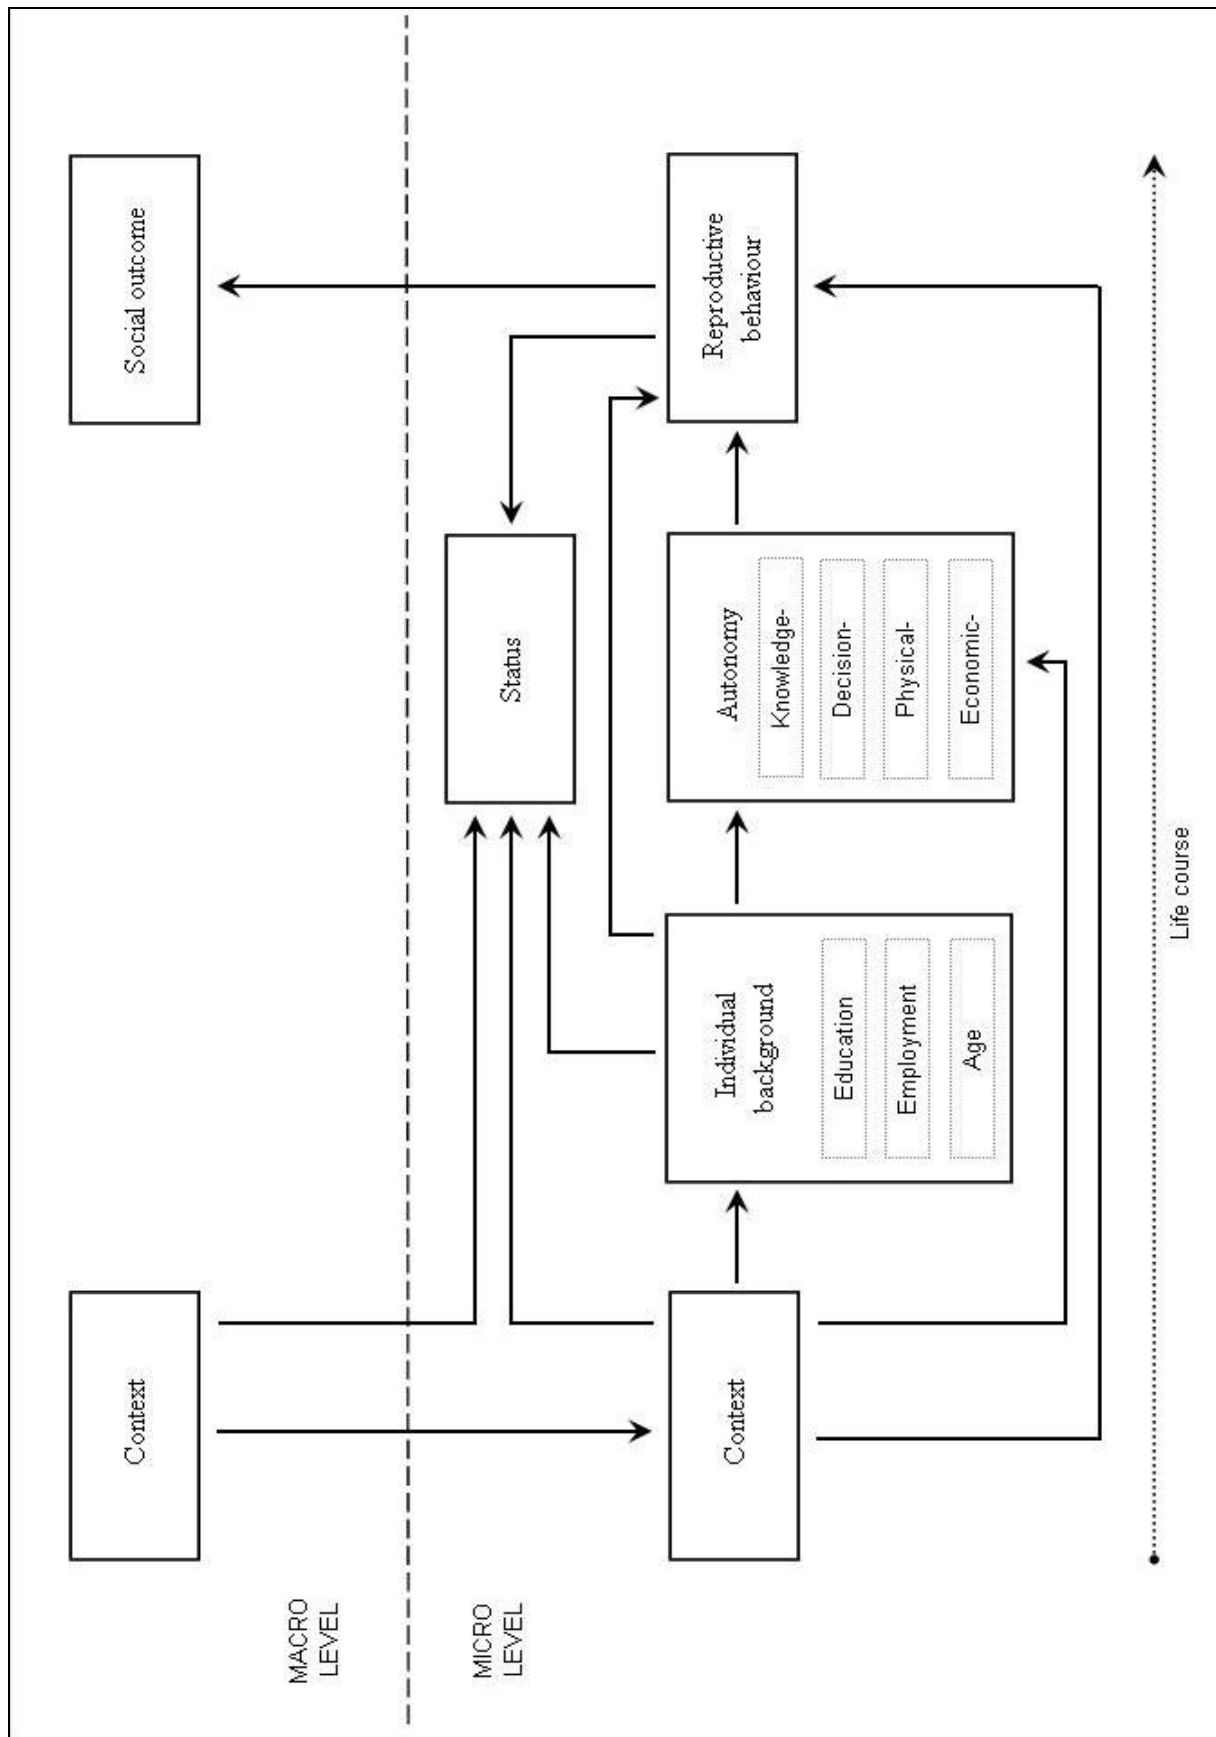 MACRO
LEVEL
Context
Social outcome
MICRO
LEVEL
Status
Context
Individual
background
Education
Employment
Age
Autonomy
Knowledge-
Decision-
Physical-
Economic-
Reproductive
behaviour
Life course